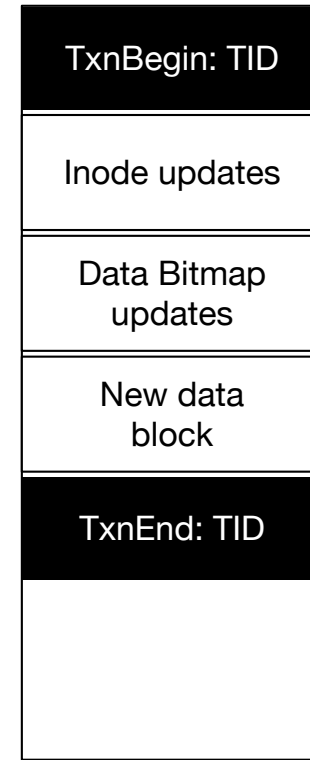 TxnBegin: TID
Inode updates
Data Bitmap
updates
New data
block
TxnEnd: TID